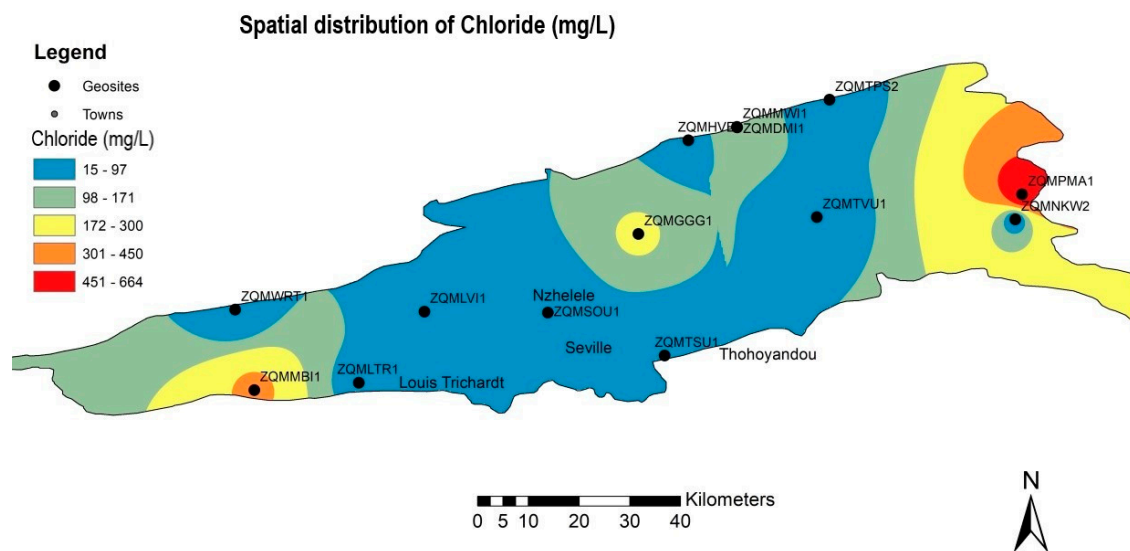 Spatial distribution of Chloride (mg/L)
Legend
Geosites
Towns
Chloride (mg/L)
15 - 97
98 - 171
172 - 300
301 - 450
451 - 664
ZQMTPS2
ZQMMWI1
ZQMHVE
ZQMDMI1
ZQMPMA1
ZQMNKW2
ZQMTVU1
ZQMGGG1
Nzhelele
ZQMWRT1
ZQMLVI1
ZQMSOU1
Seville
ZQMTSU1
Thohoyandou
ZQMMBI1
ZQMLTR1
Louis Trichardt
N
Kilometers
0 5 10 20 30 40